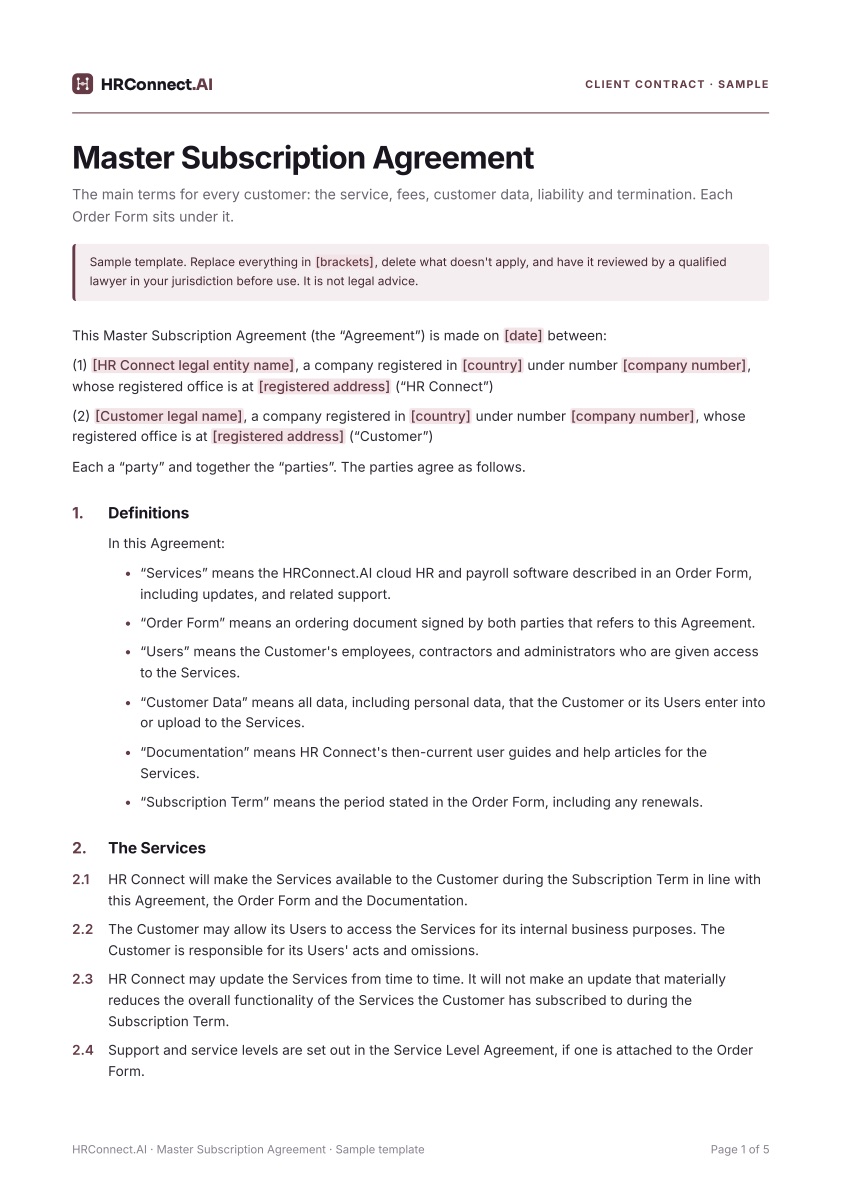 HRConnect.AI
CLIENT CONTRACT · SAMPLE
Master Subscription Agreement
The main terms for every customer: the service, fees, customer data, liability and termination. Each
Order Form sits under it.
Sample template. Replace everything in [brackets], delete what doesn't apply, and have it reviewed by a qualified
lawyer in your jurisdiction before use. It is not legal advice.
This Master Subscription Agreement (the “Agreement”) is made on [date] between:
(1) [HR Connect legal entity name], a company registered in [country] under number [company number],
whose registered office is at [registered address] (“HR Connect”)
(2) [Customer legal name], a company registered in [country] under number [company number], whose
registered office is at [registered address] (“Customer”)
Each a “party” and together the “parties”. The parties agree as follows.
1. Definitions
In this Agreement:
• “Services” means the HRConnect.AI cloud HR and payroll software described in an Order Form,
including updates, and related support.
• “Order Form” means an ordering document signed by both parties that refers to this Agreement.
• “Users” means the Customer's employees, contractors and administrators who are given access
to the Services.
• “Customer Data” means all data, including personal data, that the Customer or its Users enter into
or upload to the Services.
• “Documentation” means HR Connect's then-current user guides and help articles for the
Services.
• “Subscription Term” means the period stated in the Order Form, including any renewals.
2. The Services
2.1 HR Connect will make the Services available to the Customer during the Subscription Term in line with
this Agreement, the Order Form and the Documentation.
2.2 The Customer may allow its Users to access the Services for its internal business purposes. The
Customer is responsible for its Users' acts and omissions.
2.3 HR Connect may update the Services from time to time. It will not make an update that materially
reduces the overall functionality of the Services the Customer has subscribed to during the
Subscription Term.
2.4 Support and service levels are set out in the Service Level Agreement, if one is attached to the Order
Form.
HRConnect.AI · Master Subscription Agreement · Sample template
Page 1 of 5